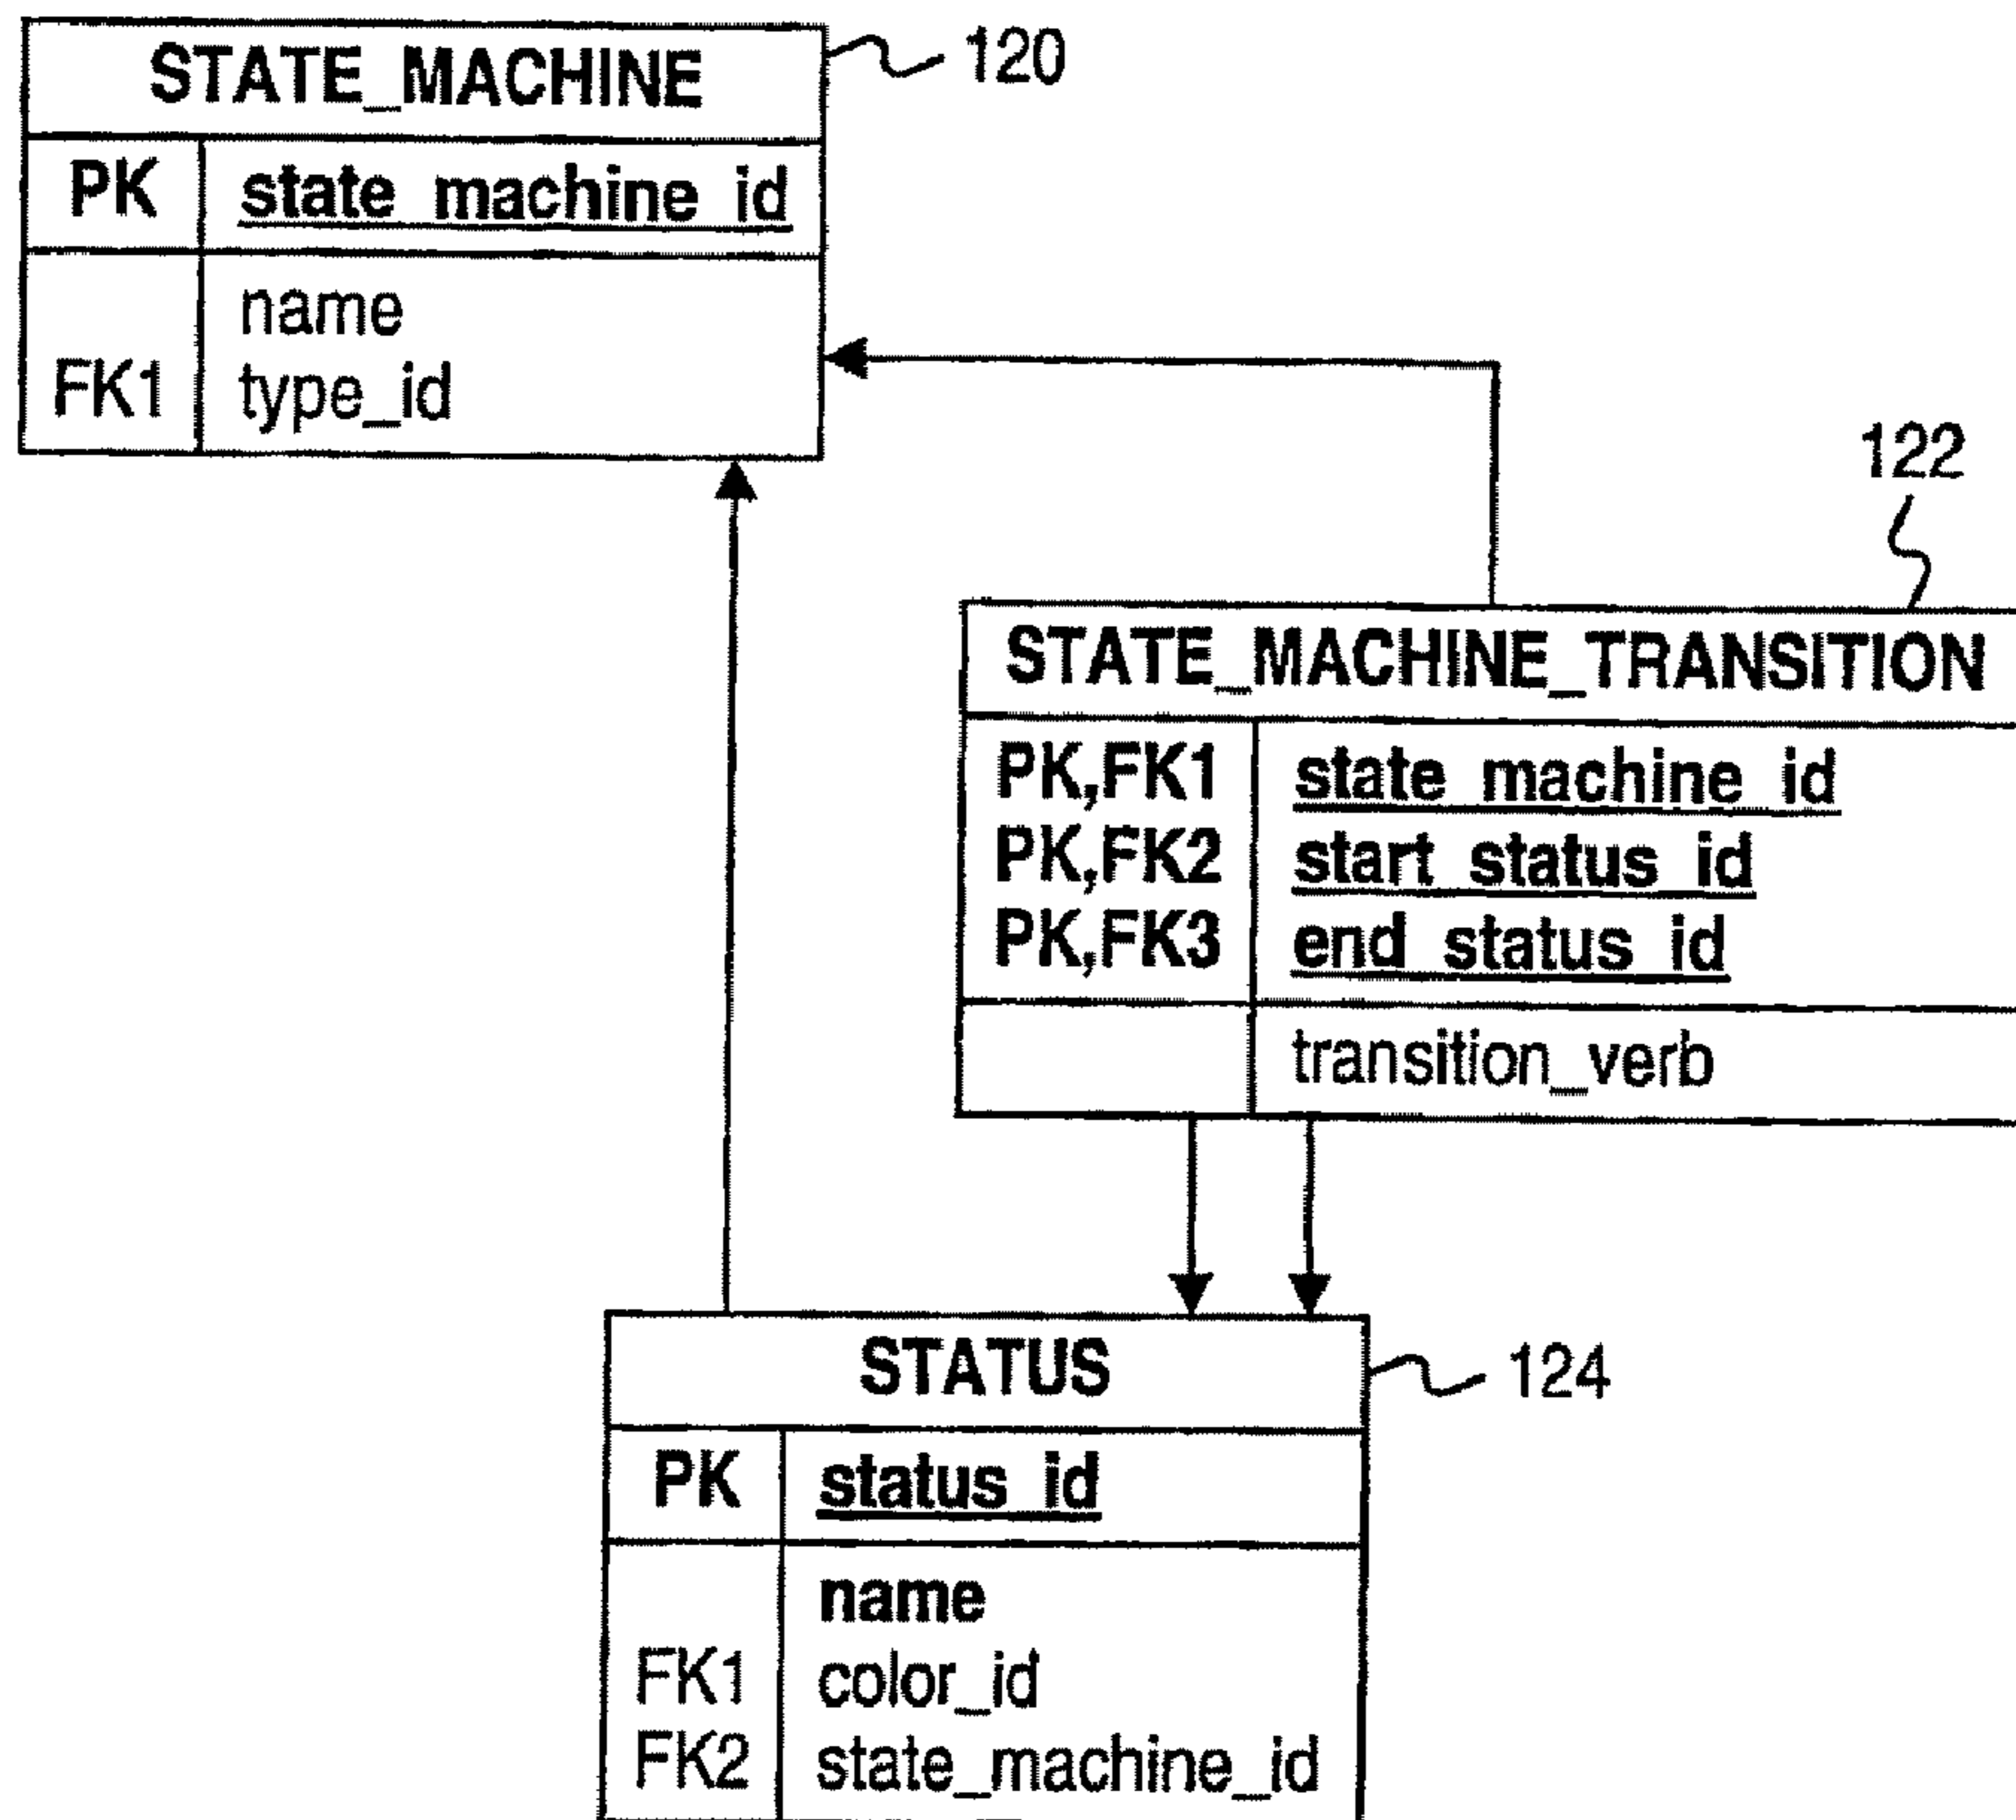 STATE_MACHINE
120
PK state_machine_id
name
FK1 type_id
122
STATE_MACHINE_TRANSITION
PK,FK1 state_machine_id
PK,FK2 start_status_id
PK,FK3 end_status_id
transition_verb
STATUS
124
PK status_id
name
FK1 color_id
FK2 state_machine_id